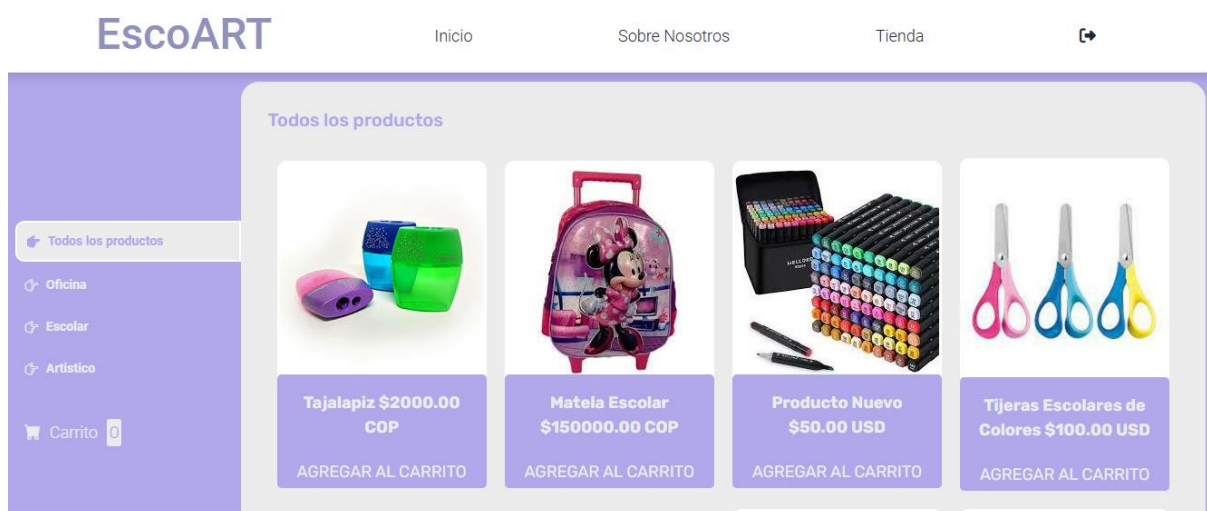 EscoART
Inicio
Sobre Nosotros
Tienda
Todos los productos
Todos los productos
Oficina
Escolar
Artistico
Carrito 0
Tajalapiz $2000.00
COP
AGREGAR AL CARRITO
Matela Escolar
$150000.00 COP
AGREGAR AL CARRITO
Producto Nuevo
$50.00 USD
AGREGAR AL CARRITO
Tijeras Escolares de
Colores $100.00 USD
AGREGAR AL CARRITO